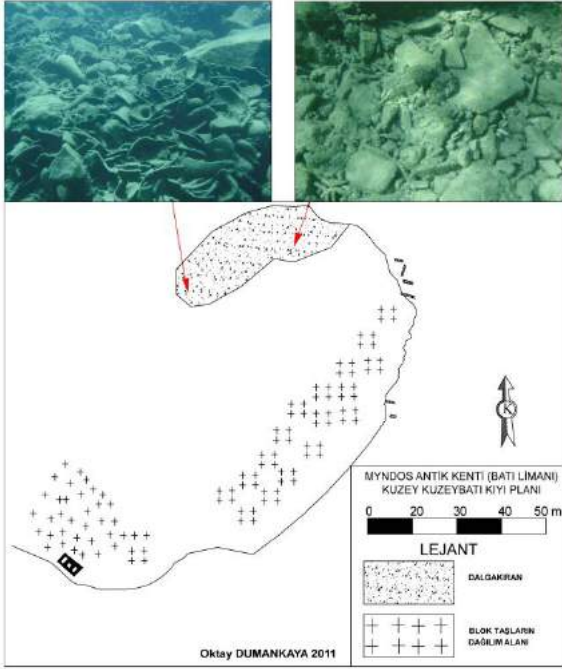 K
MYNDOS ANTİK KENTİ (BATI LİMANI)
KUZEY KUZEYBATI KIYI PLANI
0 20 30 40 50 m
LEJANT
DALGAKIRAN
BLOK TAŞLARIN
DAĞILIM ALANI
Oktay DUMANKAYA 2011